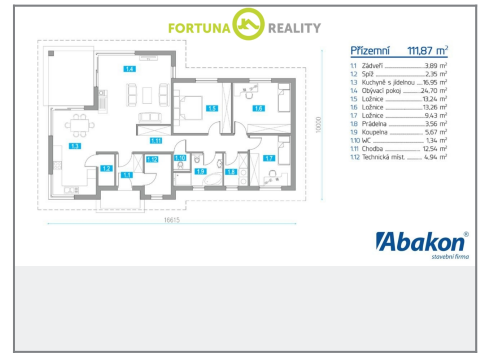 FORTUNA REALITY
Přízemní 111,87 m²
1.1 Zádveří 3,89 m²
1.2 Spíž 2,35 m²
1.3 Kuchyně s jídelnou 16,95 m²
1.4 Obývací pokoj 24,70 m²
1.5 Ložnice 13,24 m²
1.6 Ložnice 13,26 m²
1.7 Ložnice 9,43 m²
1.8 Prádelna 3,56 m²
1.9 Koupelna 5,67 m²
1.10 WC 1,34 m²
1.11 Chodba 12,54 m²
1.12 Technická míst. 4,94 m²
1.4
1.5
1.6
1.3
1.11
1.2
1.1
1.12
1.10
1.9
1.8
1.7
10000
16615
Abakon®
stavební firma